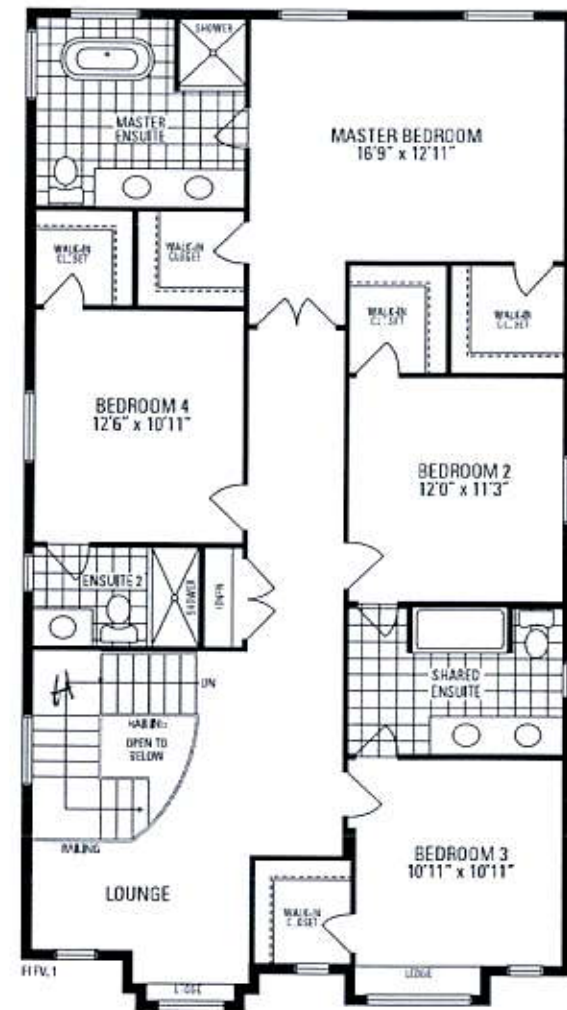 SHOWER
MASTER
ENSUITE
MASTER BEDROOM
16'9" x 12'11"
WALK-IN
CLOSET
WALK-IN
CLOSET
WALK-IN
CLOSET
WALK-IN
CLOSET
BEDROOM 4
12'6" x 10'11"
BEDROOM 2
12'0" x 11'3"
ENSUITE 2
SHOWER
LINEN
SHARED
ENSUITE
DN
RAILING
OPEN TO
BELOW
RAILING
LOUNGE
BEDROOM 3
10'11" x 10'11"
WALK-IN
CLOSET
LEDGE
LEDGE
ELEV. 1